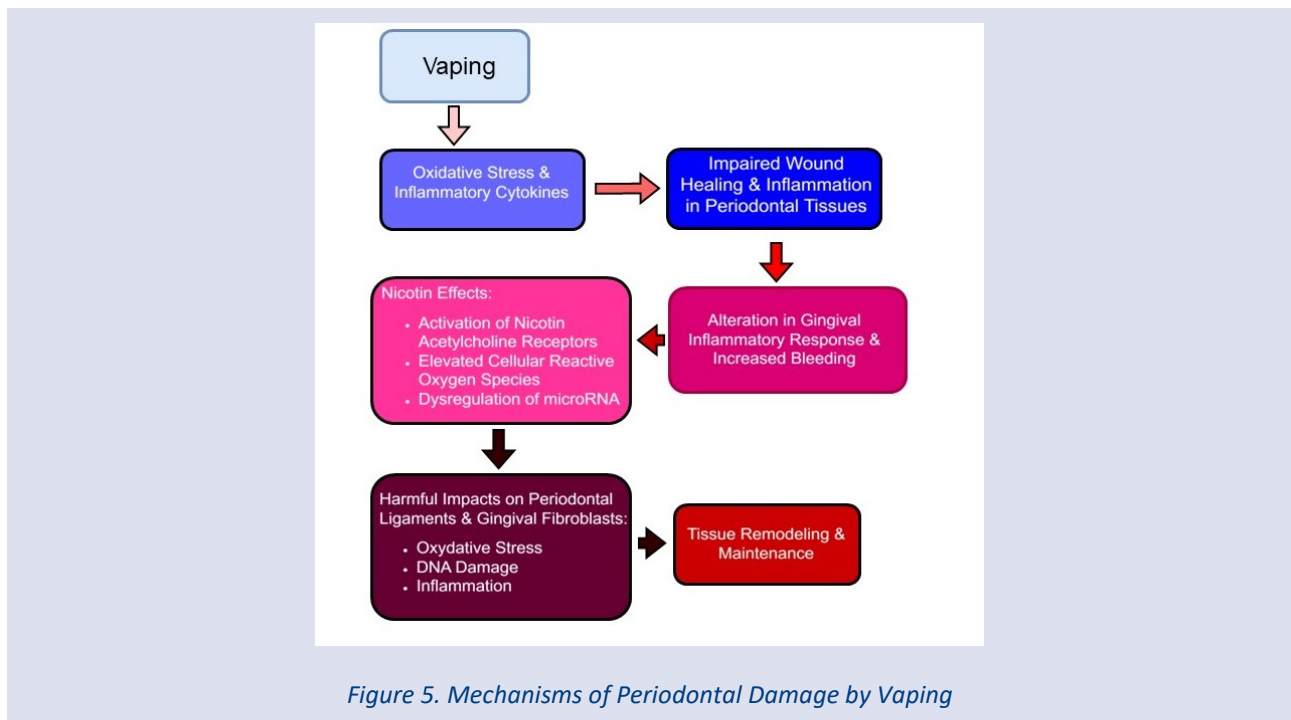 Vaping
Oxidative Stress &
Inflammatory Cytokines
Impaired Wound
Healing & Inflammation
in Periodontal Tissues
Alteration in Gingival
Inflammatory Response &
Increased Bleeding
Nicotin Effects:
• Activation of Nicotin
Acetylcholine Receptors
• Elevated Cellular Reactive
Oxygen Species
• Dysregulation of microRNA
Harmful Impacts on Periodontal
Ligaments & Gingival Fibroblasts:
• Oxydative Stress
• DNA Damage
• Inflammation
Tissue Remodeling &
Maintenance
Figure 5. Mechanisms of Periodontal Damage by Vaping